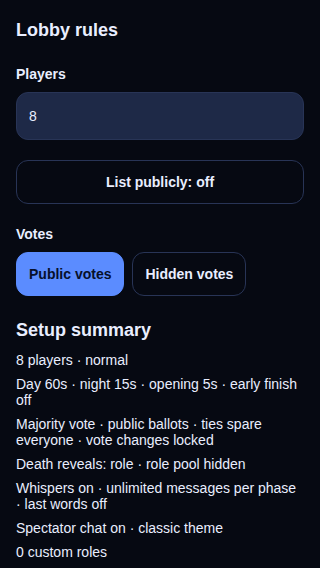 Lobby rules
Players
8
List publicly: off
Votes
Public votes
Hidden votes
Setup summary
8 players · normal
Day 60s · night 15s · opening 5s · early finish
off
Majority vote · public ballots · ties spare
everyone · vote changes locked
Death reveals: role · role pool hidden
Whispers on · unlimited messages per phase
· last words off
Spectator chat on · classic theme
0 custom roles